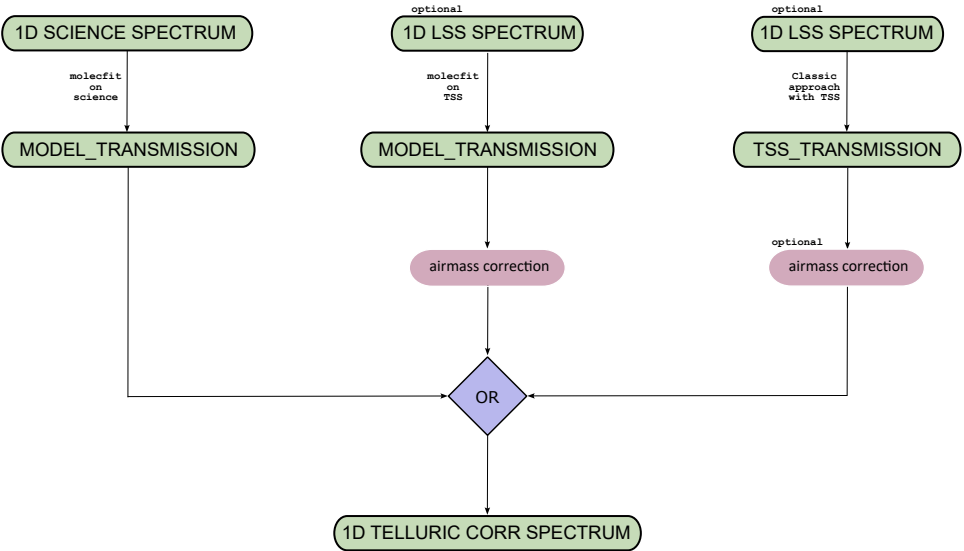 optional
optional
1D SCIENCE SPECTRUM
1D LSS SPECTRUM
1D LSS SPECTRUM
molecfit
on
science
molecfit
on
TSS
Classic
approach
with TSS
MODEL_TRANSMISSION
MODEL_TRANSMISSION
TSS_TRANSMISSION
optional
airmass correction
airmass correction
OR
1D TELLURIC CORR SPECTRUM